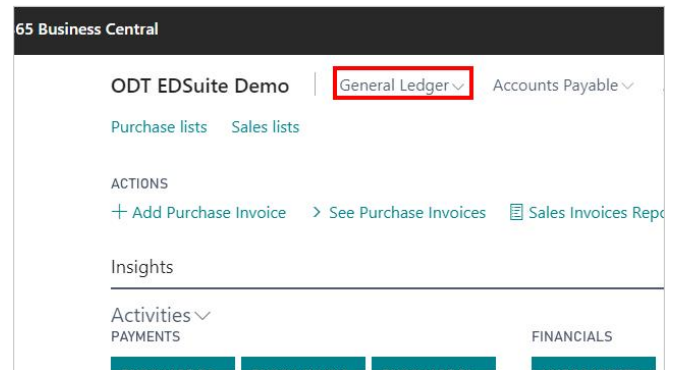 65 Business Central
ODT EDSuite Demo General Ledger Accounts Payable
Purchase lists Sales lists
ACTIONS
+ Add Purchase Invoice > See Purchase Invoices Sales Invoices Repo
Insights
Activities
PAYMENTS FINANCIALS